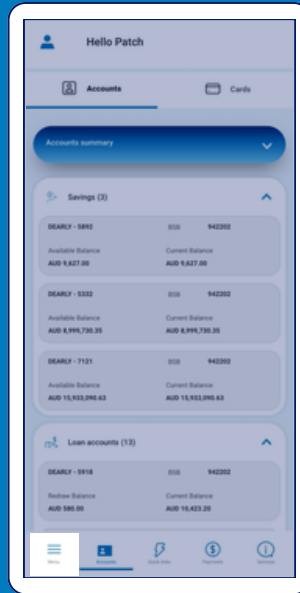 Hello Patch
Accounts Cards
Accounts summary
Savings (3)
DEARLY - 5892 BSB 942202
Available Balance Current Balance
AUD 9,627.00 AUD 9,627.00
DEARLY - 5332 BSB 942202
Available Balance Current Balance
AUD 8,999,730.35 AUD 8,999,730.35
DEARLY - 7121 BSB 942202
Available Balance Current Balance
AUD 15,933,090.63 AUD 15,933,090.63
Loan accounts (13)
DEARLY - 5918 BSB 942202
Redraw Balance Current Balance
AUD 580.00 AUD 16,423.20
Menu Accounts Quick links Payments Services